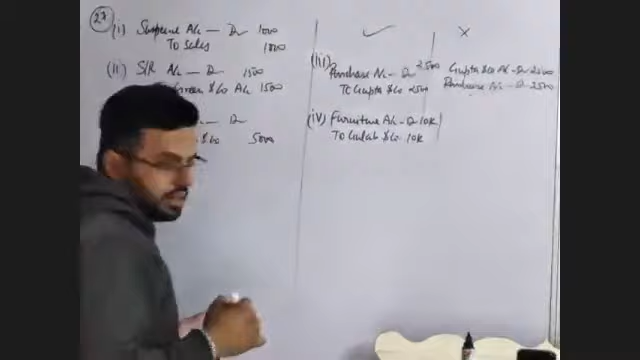 27 (i) Suspense A/c — Dr 1000
To Sales 1000
(ii) S/R A/c — Dr 1500
Green & Co A/c 1500
— Dr
& Co 5000
✓ ×
(iii) Purchase A/c — Dr 2500
To Gupta & Co 2500
Gupta & Co A/c — Dr
Purchase A/c — Dr 2500
(iv) Furniture A/c — Dr 10K
To Gulab & Co 10K